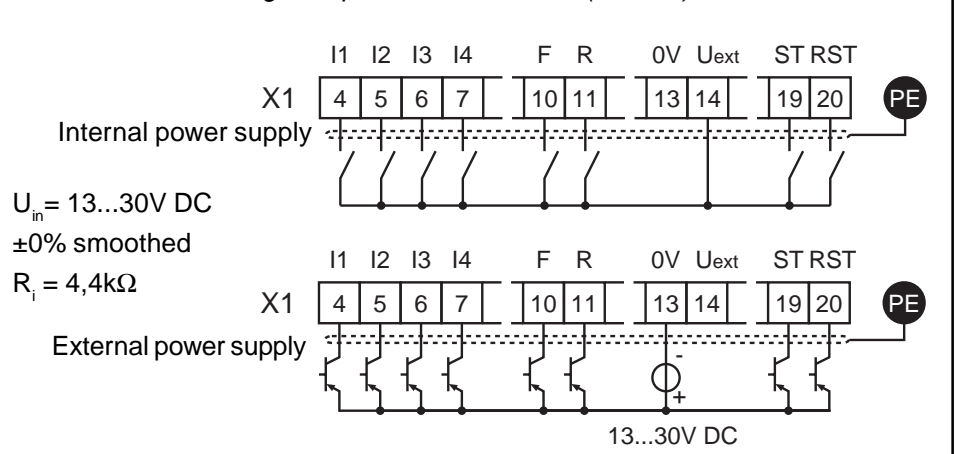 I1 I2 I3 I4 F R 0V Uext ST RST
X1 4 5 6 7 10 11 13 14 19 20 PE
Internal power supply
Uin= 13...30V DC
±0% smoothed
Ri = 4,4kΩ
I1 I2 I3 I4 F R 0V Uext ST RST
X1 4 5 6 7 10 11 13 14 19 20 PE
External power supply
-
+
13...30V DC